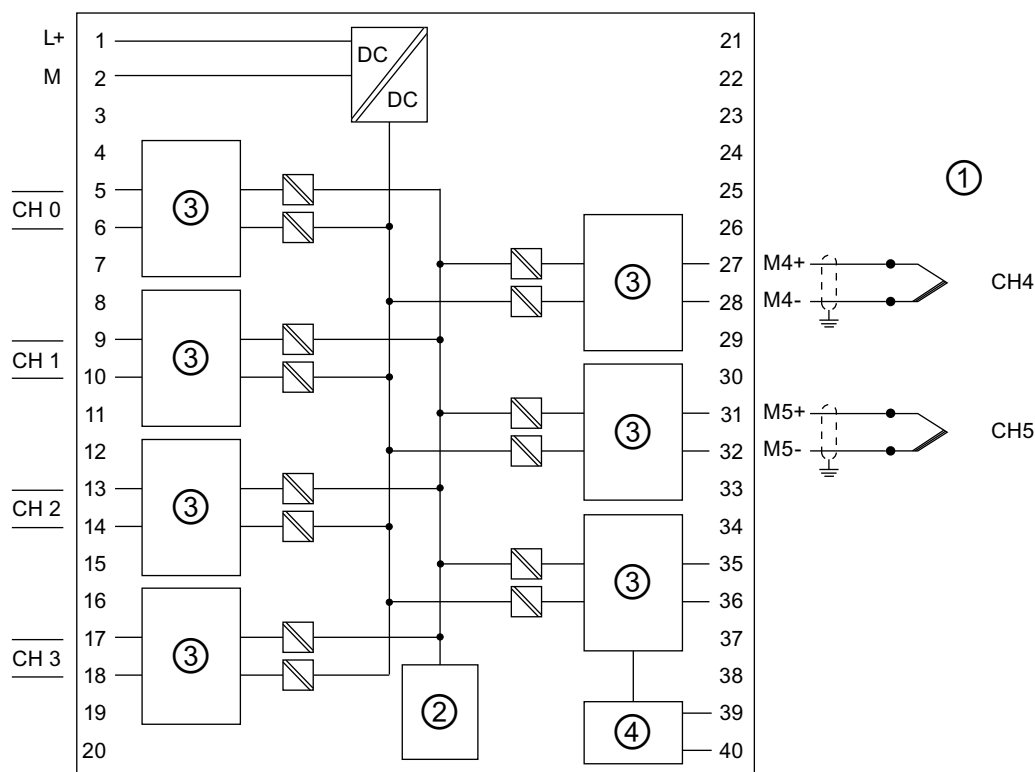 L+ 1 DC 21
M 2 DC 22
3 23
4 24
5 25 ①
CH 0 ③
6 26
7 27 M4+
③ CH4
8 28 M4-
9 29
CH 1 ③
10 30
11 31 M5+
③ CH5
12 32 M5-
13 33
CH 2 ③
14 34
15 35
③
16 36
17 37
CH 3 ③
18 38
19 ② ④ 39
20 40